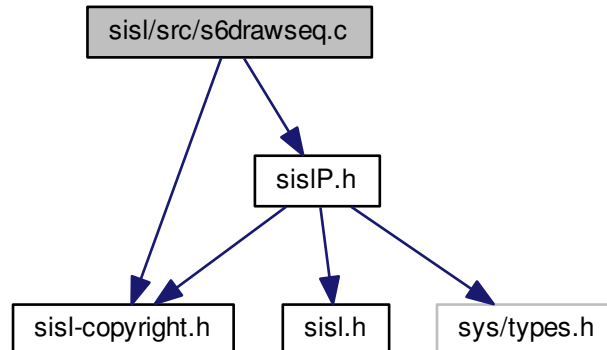 sisl/src/s6drawseq.c
sislP.h
sisl-copyright.h
sisl.h
sys/types.h